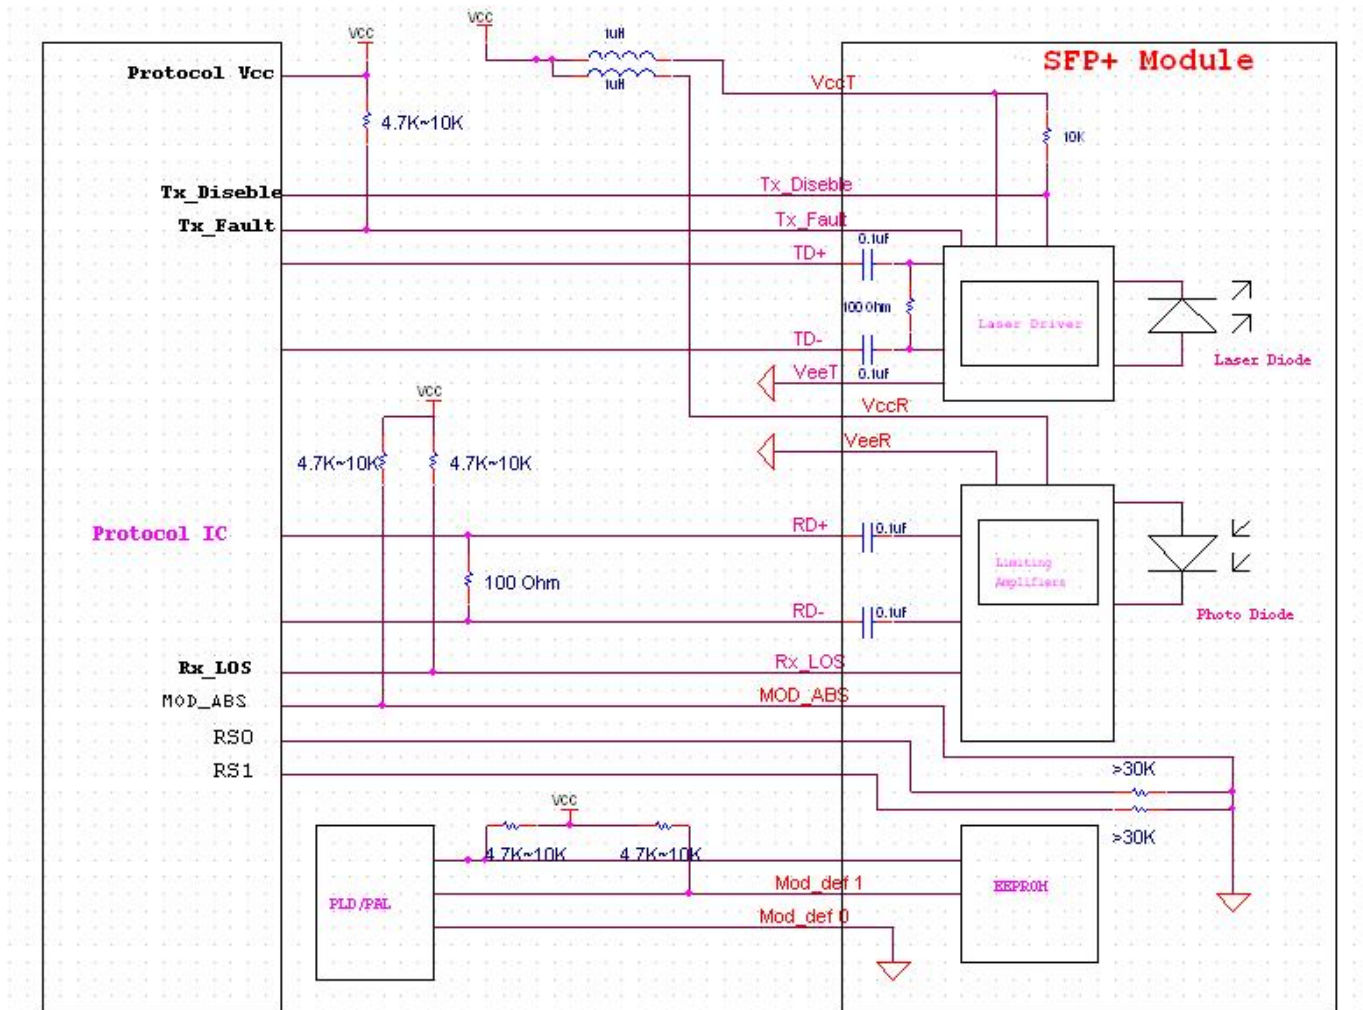 VCC
VCC
1uH
1uH
SFP+ Module
Protocol Vcc
VccT
4.7K~10K
10K
Tx_Diseble
Tx_Diseble
Tx_Fault
Tx_Fault
0.1uF
TD+
100 Ohm
Laser Driver
TD-
Laser Diode
VeeT
0.1uF
VCC
VccR
VeeR
4.7K~10K
4.7K~10K
Protocol IC
RD+
0.1uF
Limiting
Amplifiers
100 Ohm
RD-
0.1uF
Photo Diode
Rx_LOS
Rx_LOS
MOD_ABS
MOD_ABS
RS0
RS1
>30K
VCC
>30K
4.7K~10K
4.7K~10K
Mod_def 1
EEPROM
PLD/PAL
Mod_def 0